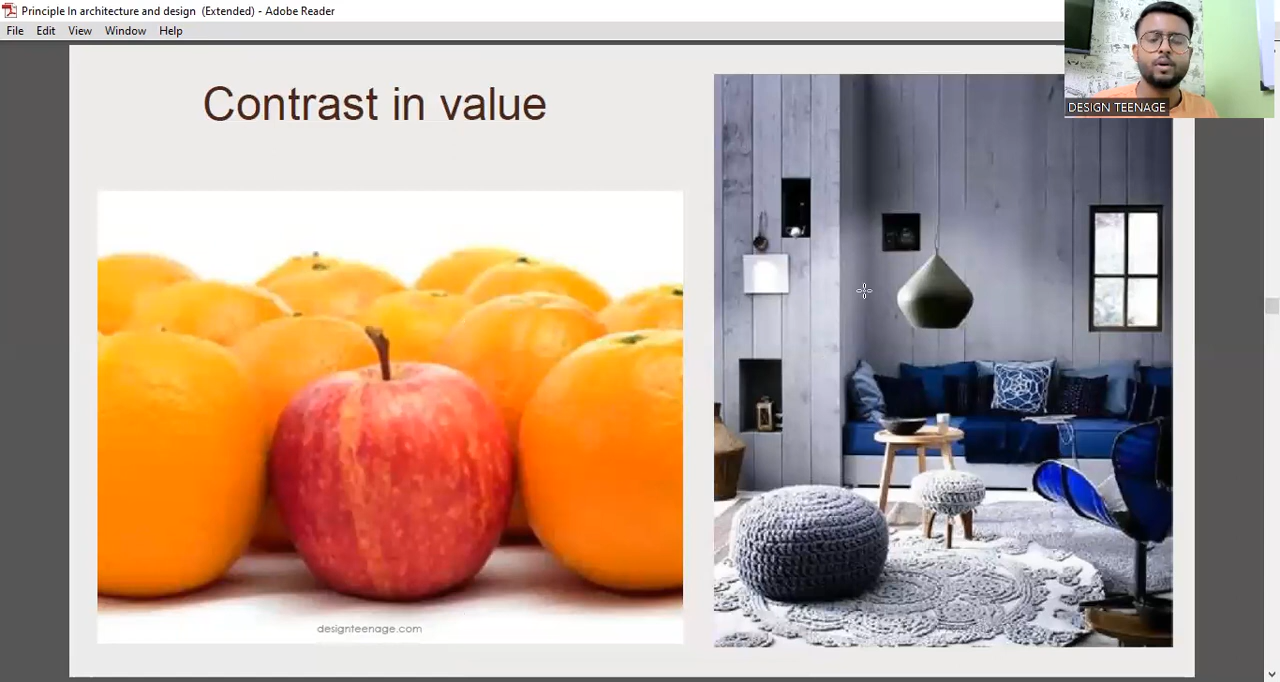 Principle In architecture and design  (Extended) - Adobe Reader
File Edit View Window Help
DESIGN TEENAGE
Contrast in value
designteenage.com